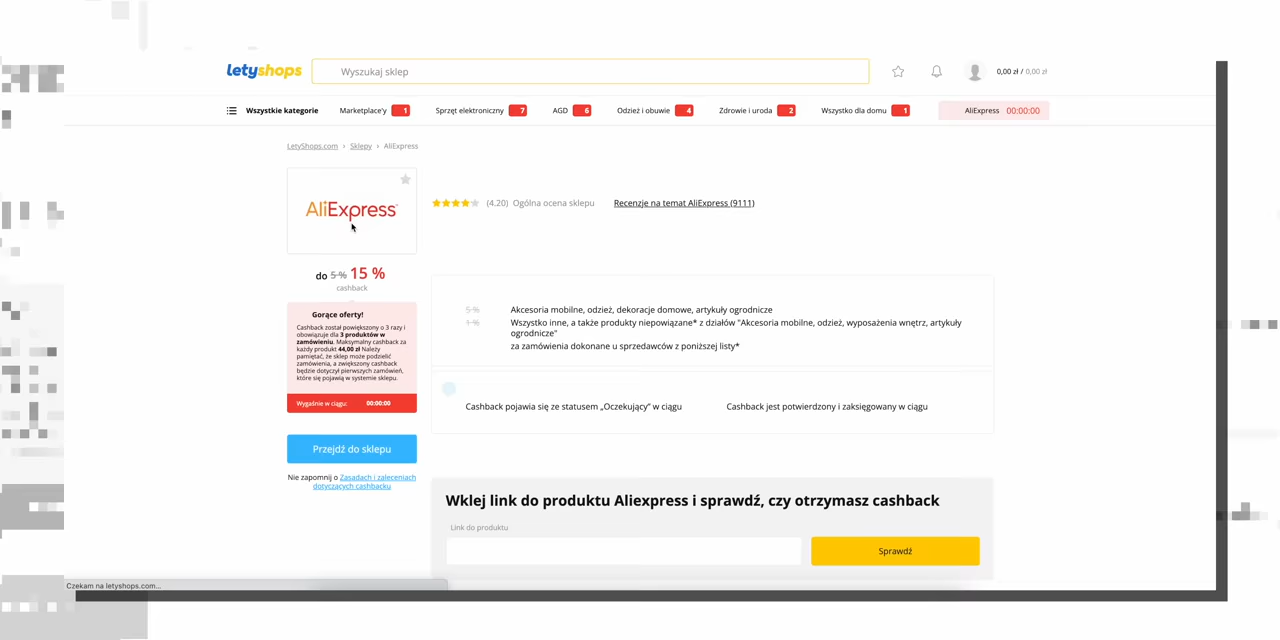 letyshops
Wyszukaj sklep
0,00 zł / 0,00 zł
Wszystkie kategorie
Marketplace'y 1
Sprzęt elektroniczny 7
AGD 6
Odzież i obuwie 4
Zdrowie i uroda 2
Wszystko dla domu 1
AliExpress 00:00:00
LetyShops.com › Sklepy › AliExpress
AliExpress
(4.20) Ogólna ocena sklepu
Recenzje na temat AliExpress (9111)
do 5 % 15 %
cashback
Gorące oferty!
Cashback został powiększony o 3 razy i
obowiązuje dla 3 produktów w
zamówieniu. Maksymalny cashback za
każdy produkt 44,00 zł Należy
pamiętać, że sklep może podzielić
zamówienia, a zwiększony cashback
będzie dotyczył pierwszych zamówień,
które się pojawią w systemie sklepu.
Wygaśnie w ciągu: 00:00:00
Przejdź do sklepu
Nie zapomnij o Zasadach i zaleceniach
dotyczących cashbacku
5 % Akcesoria mobilne, odzież, dekoracje domowe, artykuły ogrodnicze
1 % Wszystko inne, a także produkty niepowiązane* z działów "Akcesoria mobilne, odzież, wyposażenia wnętrz, artykuły
ogrodnicze"
za zamówienia dokonane u sprzedawców z poniższej listy*
Cashback pojawia się ze statusem „Oczekujący” w ciągu
Cashback jest potwierdzony i zaksięgowany w ciągu
Wklej link do produktu Aliexpress i sprawdź, czy otrzymasz cashback
Link do produktu
Sprawdź
Czekam na letyshops.com...